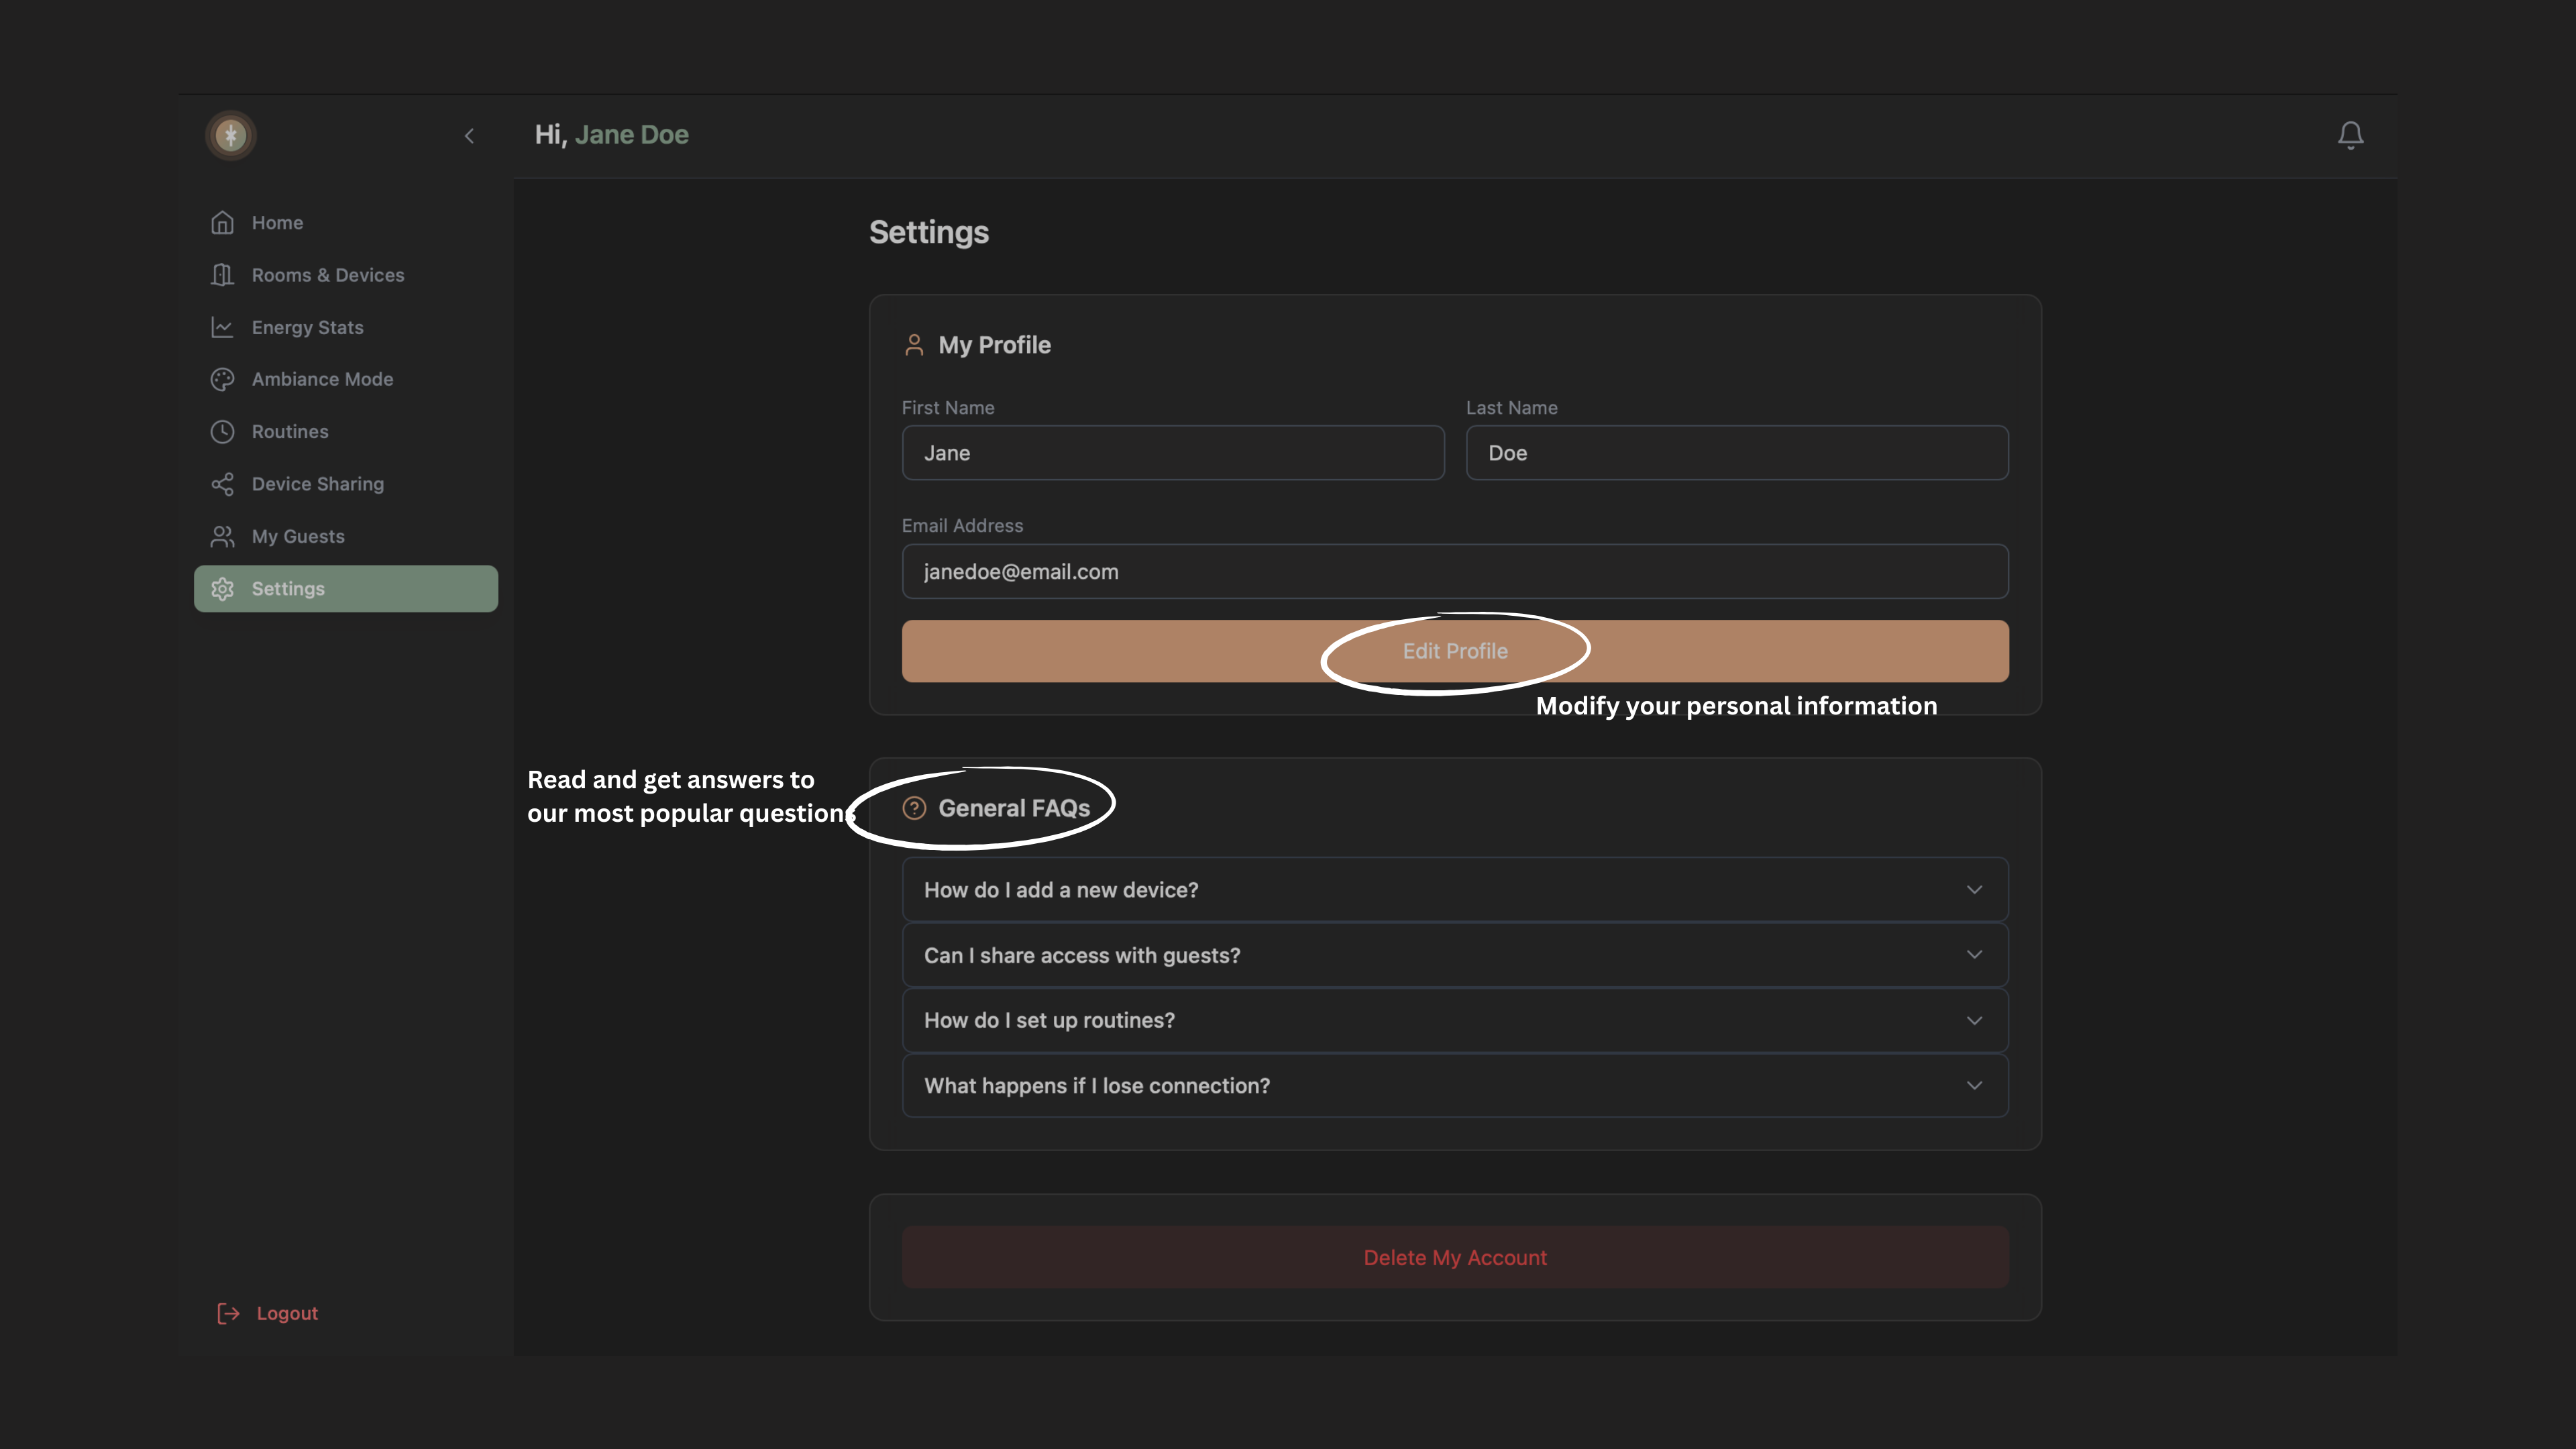 Hi, Jane Doe
Home
Rooms & Devices
Energy Stats
Ambiance Mode
Routines
Device Sharing
My Guests
Settings
Logout
Settings
My Profile
First Name
Last Name
Jane
Doe
Email Address
janedoe@email.com
Edit Profile
Modify your personal information
Read and get answers to
our most popular questions
General FAQs
How do I add a new device?
Can I share access with guests?
How do I set up routines?
What happens if I lose connection?
Delete My Account